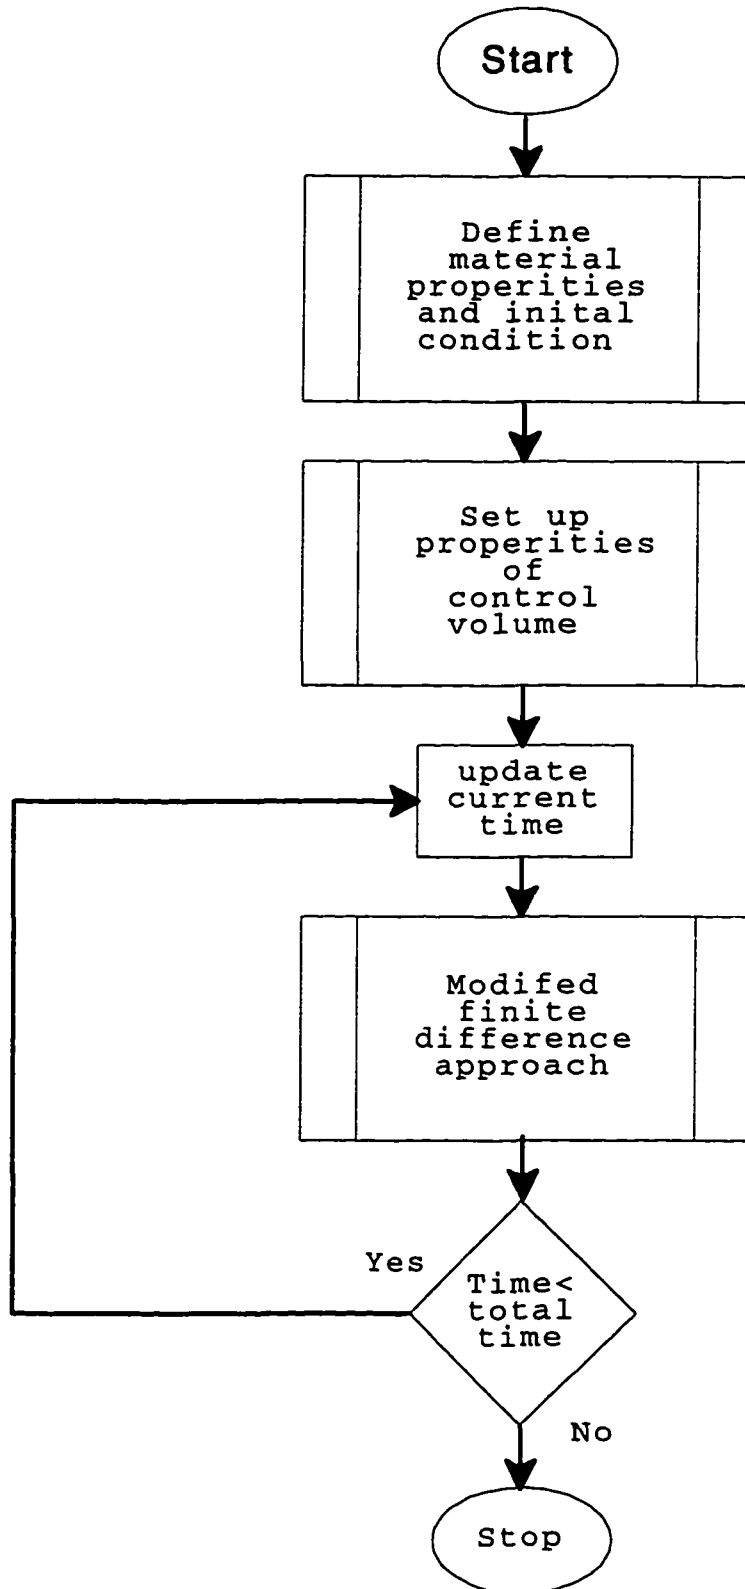 Start
Define
material
properities
and inital
condition
Set up
properities
of
control
volume
update
current
time
Modifed
finite
difference
approach
Yes
Time<
total
time
No
Stop